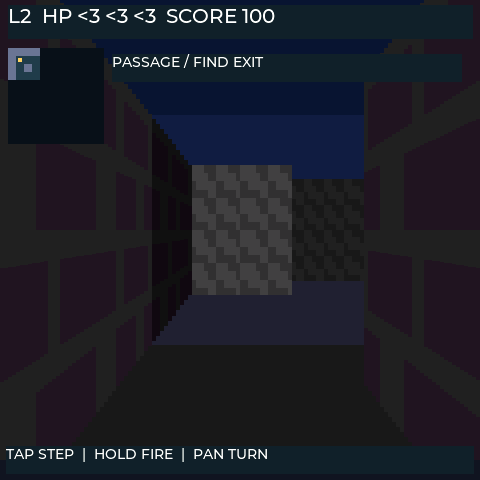 L2  HP <3 <3 <3  SCORE 100
PASSAGE / FIND EXIT
TAP STEP  |  HOLD FIRE  |  PAN TURN